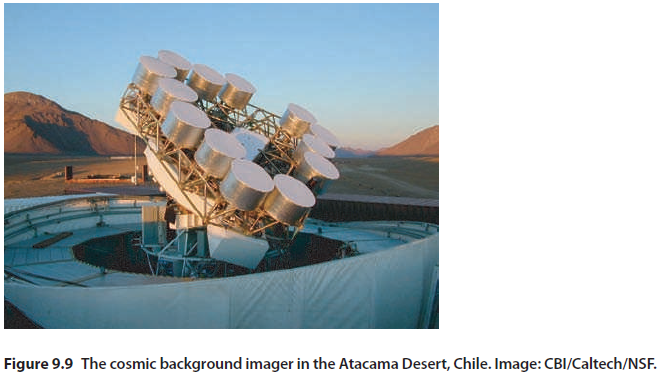 Figure 9.9 The cosmic background imager in the Atacama Desert, Chile. Image: CBI/Caltech/NSF.